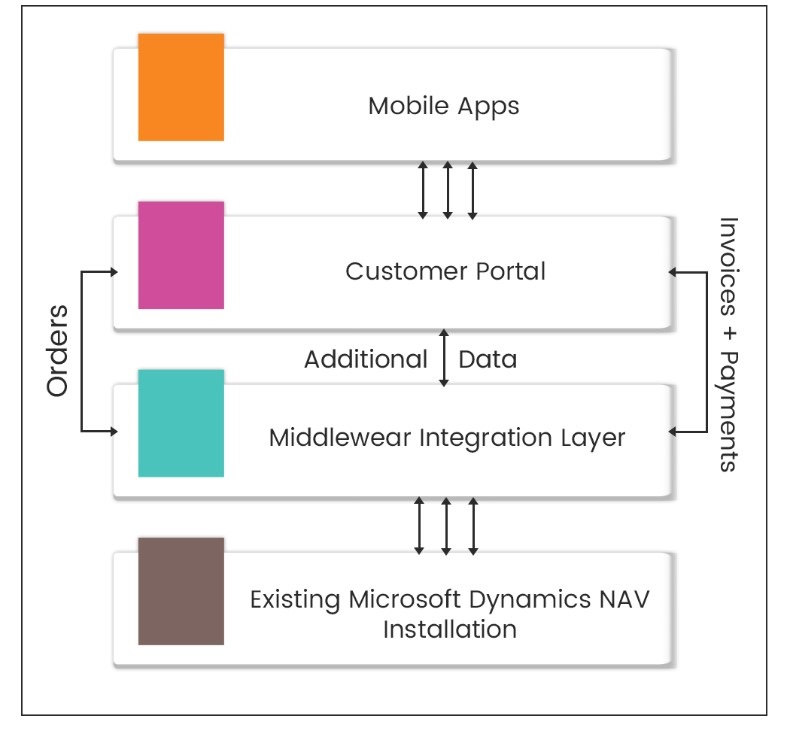 Mobile Apps
Customer Portal
Orders
Invoices + Payments
Additional Data
Middlewear Integration Layer
Existing Microsoft Dynamics NAV
Installation